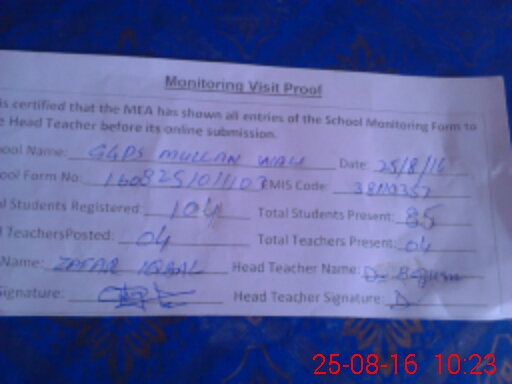 Monitoring Visit Proof
is certified that the MEA has shown all entries of the School Monitoring Form to
e Head Teacher before its online submission.
ool Name: GGPS MULLAN WALI Date: 25/8/16
ool Form No: EMIS Code:
al Students Registered 104 Total Students Present: 85
l TeachersPosted: 04 Total Teachers Present: 04
Name: ZAFAR IQBAL Head Teacher Name:
Signature: Head Teacher Signature:
25-08-16 10:23